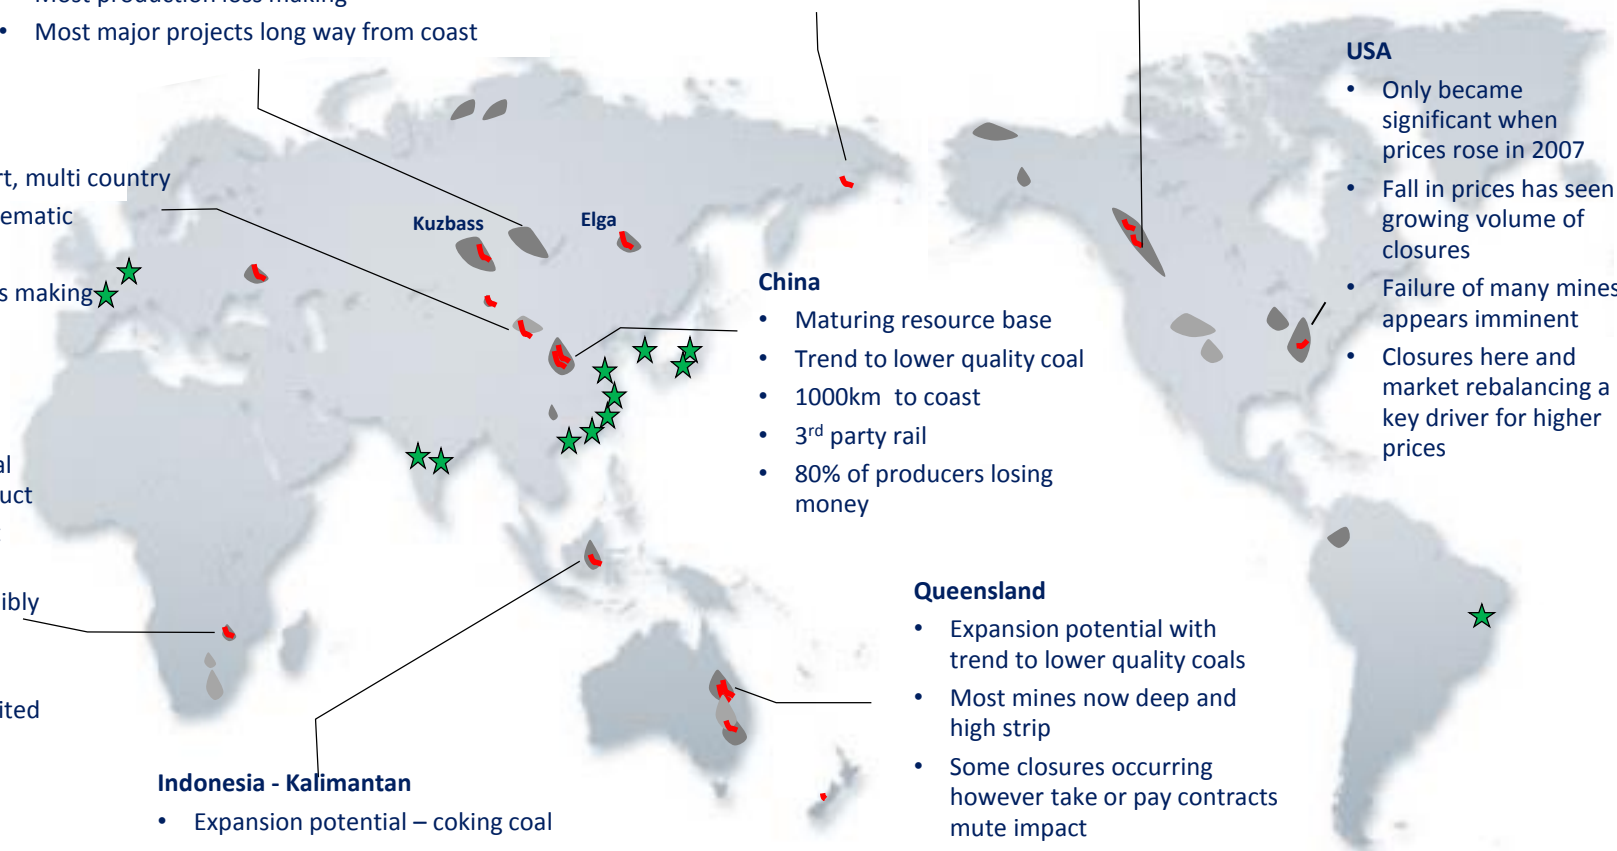 • Most major projects long way from coast
multi country
making
Kuzbass
Elga
China
• Maturing resource base
• Trend to lower quality coal
• 1000km to coast
• 3rd party rail
• 80% of producers losing
money
USA
• Only became
significant when
prices rose in 2007
• Fall in prices has seen
growing volume of
closures
• Failure of many mines
appears imminent
• Closures here and
market rebalancing a
key driver for higher
prices
Queensland
• Expansion potential with
trend to lower quality coals
• Most mines now deep and
high strip
• Some closures occurring
however take or pay contracts
mute impact
Indonesia - Kalimantan
• Expansion potential – coking coal